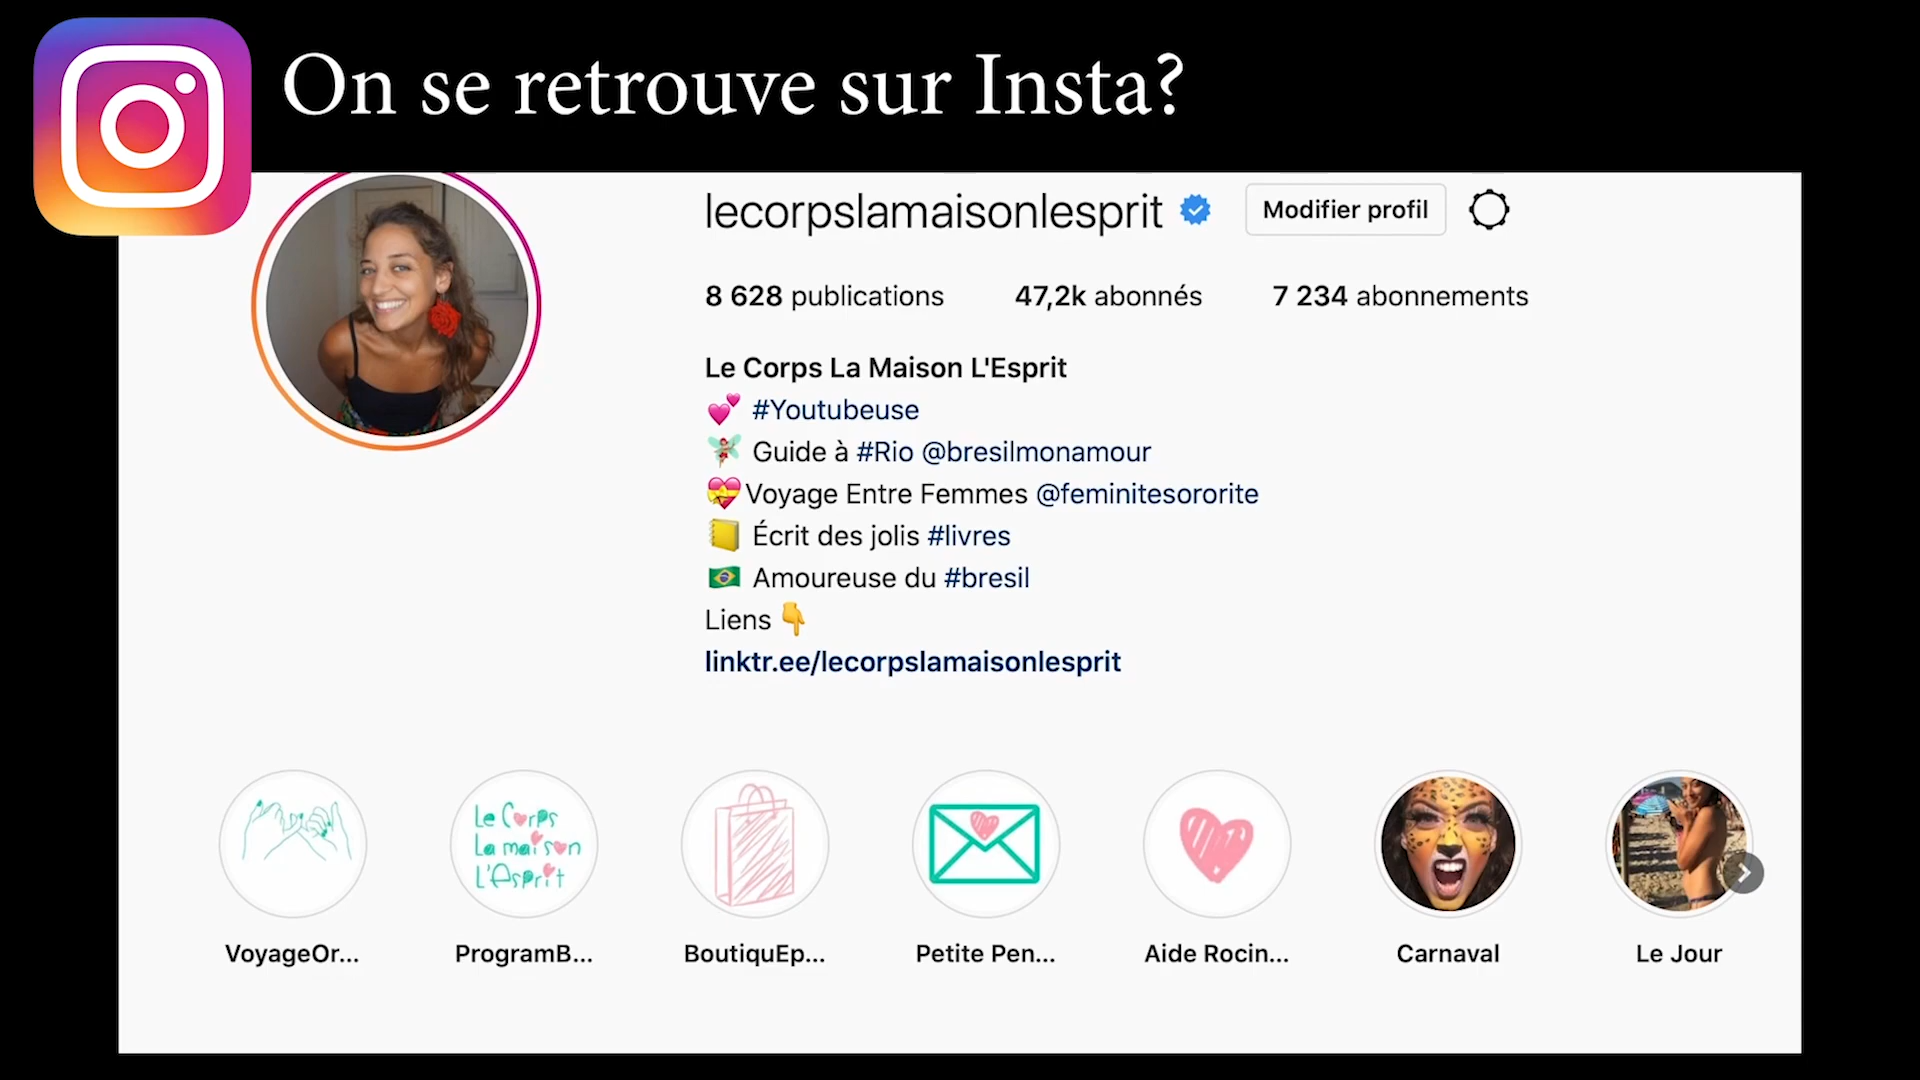 On se retrouve sur Insta?
lecorpslamaisonlesprit
Modifier profil
8 628 publications
47,2k abonnés
7 234 abonnements
Le Corps La Maison L'Esprit
#Youtubeuse
Guide à #Rio @bresilmonamour
Voyage Entre Femmes @feminitesororite
Écrit des jolis #livres
Amoureuse du #bresil
Liens
linktr.ee/lecorpslamaisonlesprit
Le Corps
La maison
L'Esprit
VoyageOr...
ProgramB...
BoutiquEp...
Petite Pen...
Aide Rocin...
Carnaval
Le Jour